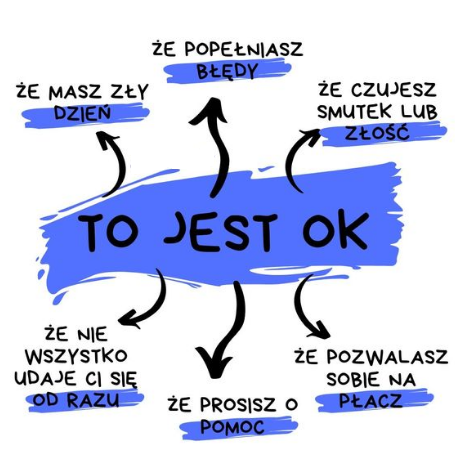 ŻE POPEŁNIASZ
BŁĘDY
ŻE MASZ ZŁY
DZIEŃ
ŻE CZUJESZ
SMUTEK LUB
ZŁOŚĆ
TO JEST OK
ŻE NIE
WSZYSTKO
UDAJE CI SIĘ
OD RAZU
ŻE PROSISZ O
POMOC
ŻE POZWALASZ
SOBIE NA
PŁACZ